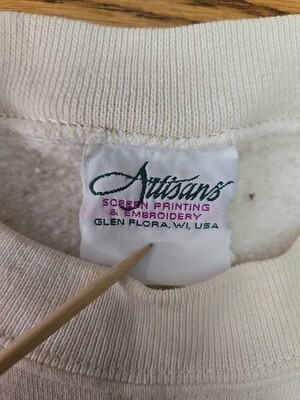 Artisans
SCREEN PRINTING
& EMBROIDERY
GLEN FLORA, WI, USA